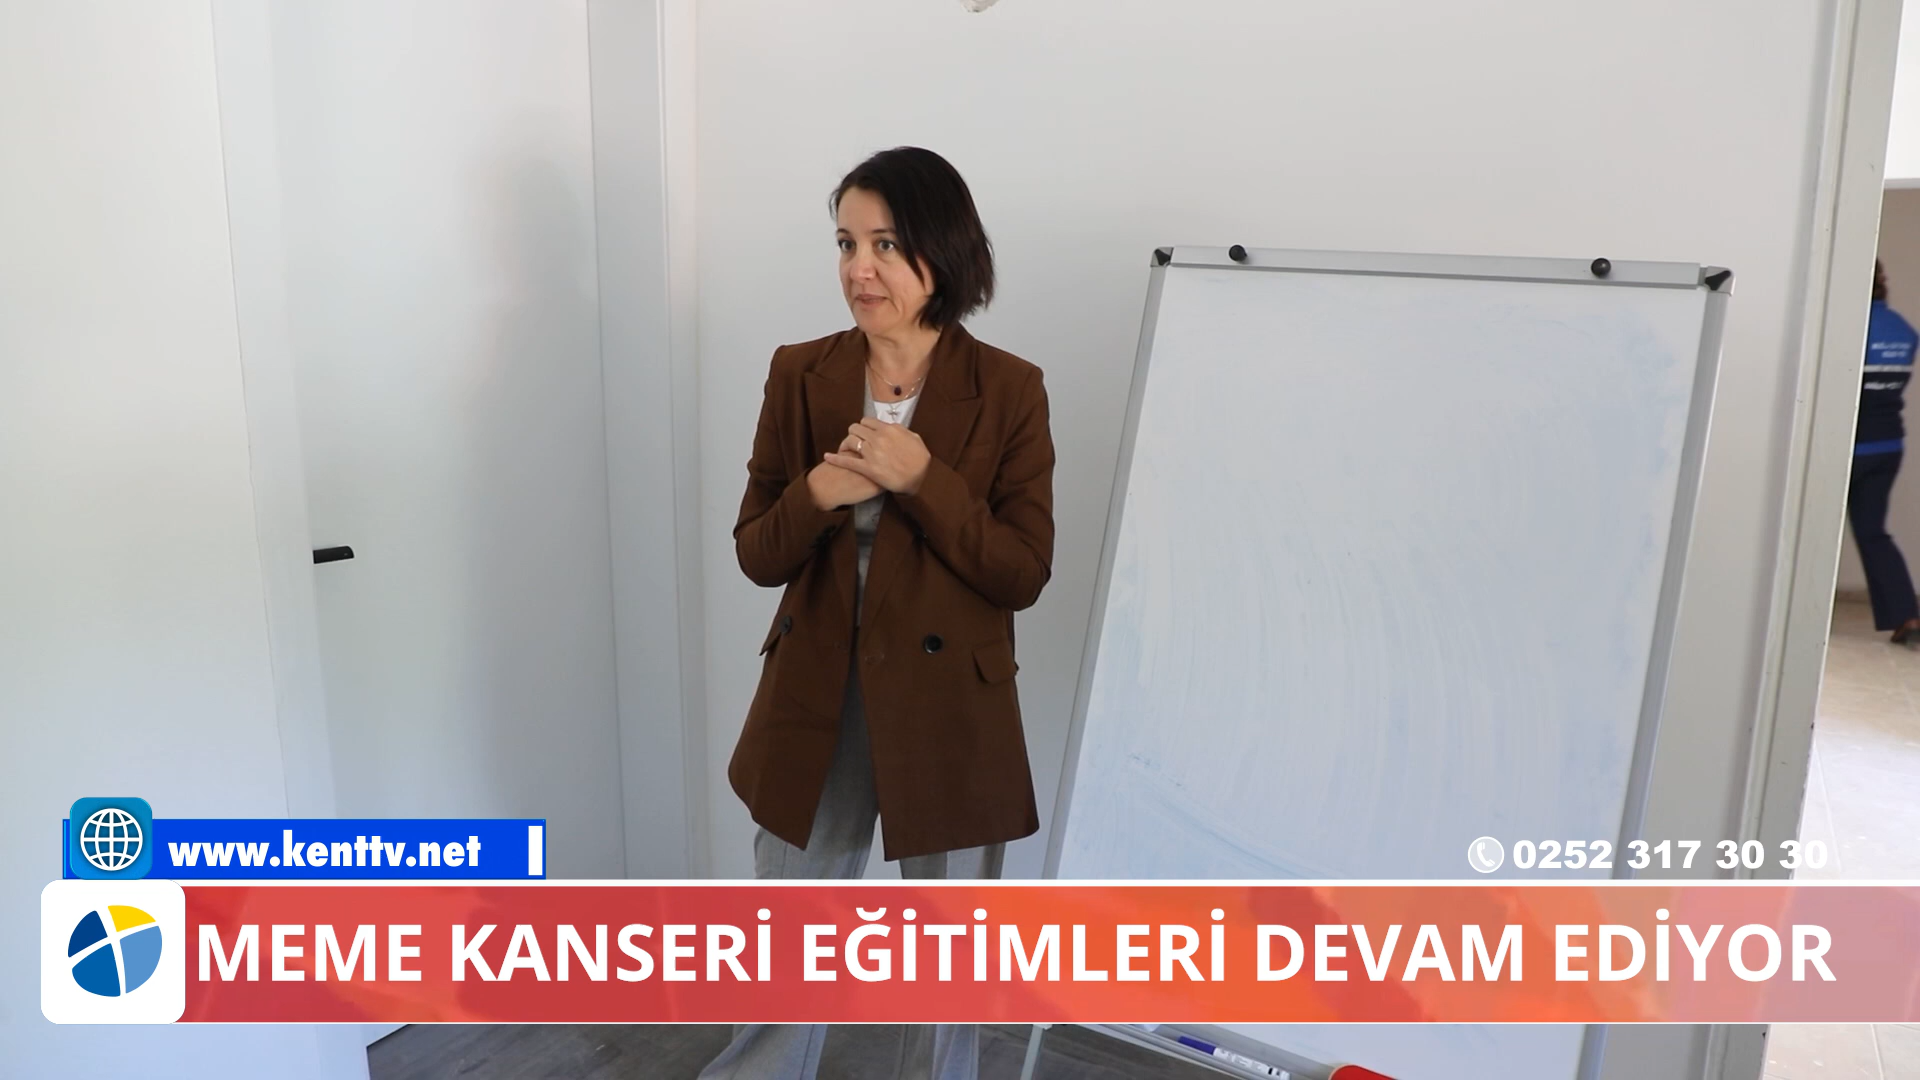 www.kenttv.net
0252 317 30 30
MEME KANSERİ EĞİTİMLERİ DEVAM EDİYOR